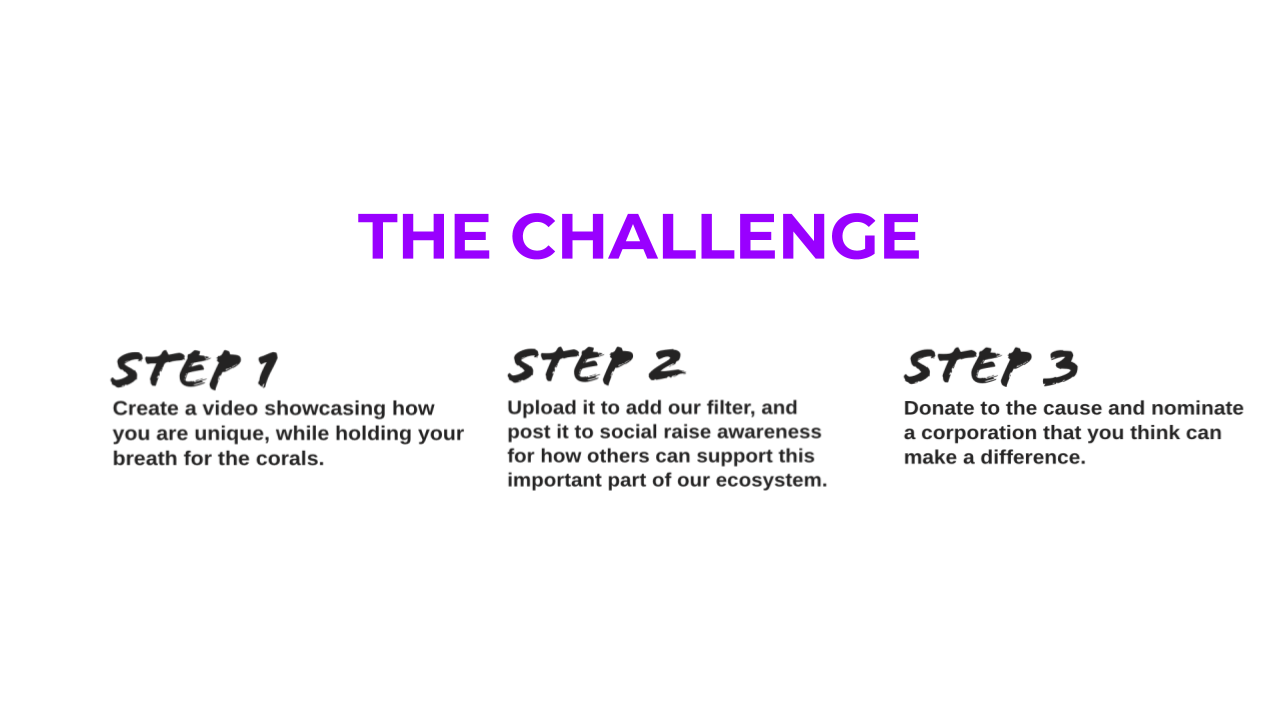 THE CHALLENGE
STEP 1
Create a video showcasing how
you are unique, while holding your
breath for the corals.
STEP 2
Upload it to add our filter, and
post it to social raise awareness
for how others can support this
important part of our ecosystem.
STEP 3
Donate to the cause and nominate
a corporation that you think can
make a difference.